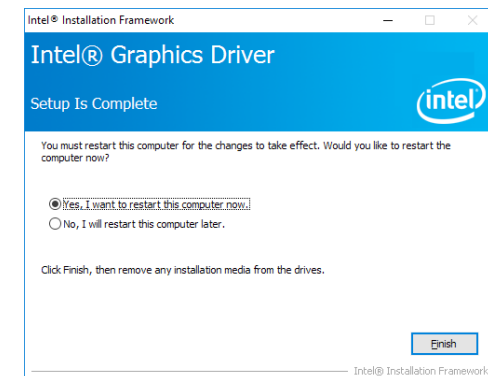 Intel® Installation Framework
Intel® Graphics Driver
Setup Is Complete
intel
You must restart this computer for the changes to take effect. Would you like to restart the
computer now?
Yes, I want to restart this computer now.
No, I will restart this computer later.
Click Finish, then remove any installation media from the drives.
Finish
Intel® Installation Framework